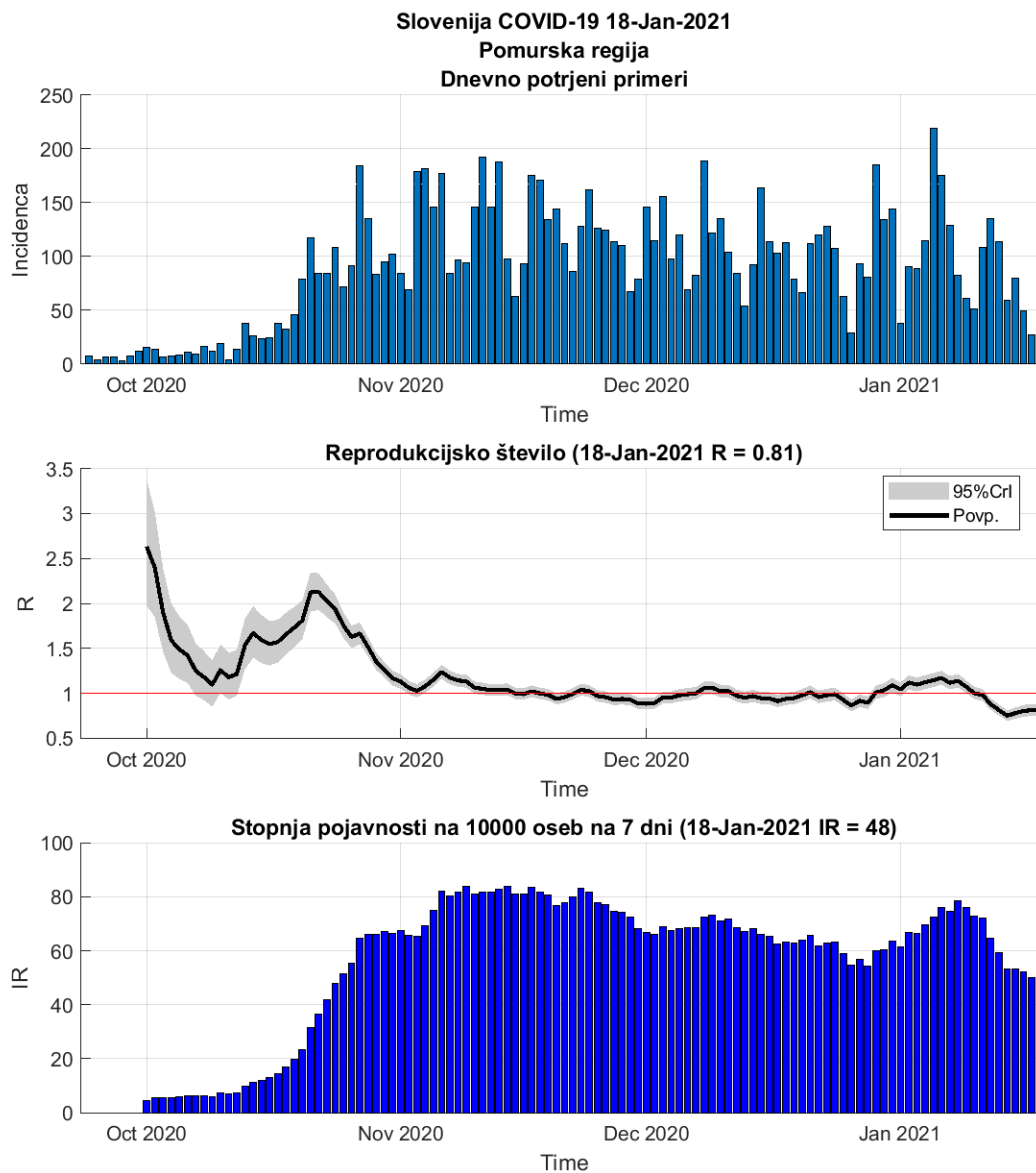 Slovenija COVID-19 18-Jan-2021
Pomurska regija
Dnevno potrjeni primeri
250
200
150
100
50
0
Incidenca
Oct 2020 Nov 2020 Dec 2020 Jan 2021
Time
Reprodukcijsko število (18-Jan-2021 R = 0.81)
3.5
3
2.5
2
1.5
1
0.5
R
95%CrI
Povp.
Oct 2020 Nov 2020 Dec 2020 Jan 2021
Time
Stopnja pojavnosti na 10000 oseb na 7 dni (18-Jan-2021 IR = 48)
100
80
60
40
20
0
IR
Oct 2020 Nov 2020 Dec 2020 Jan 2021
Time